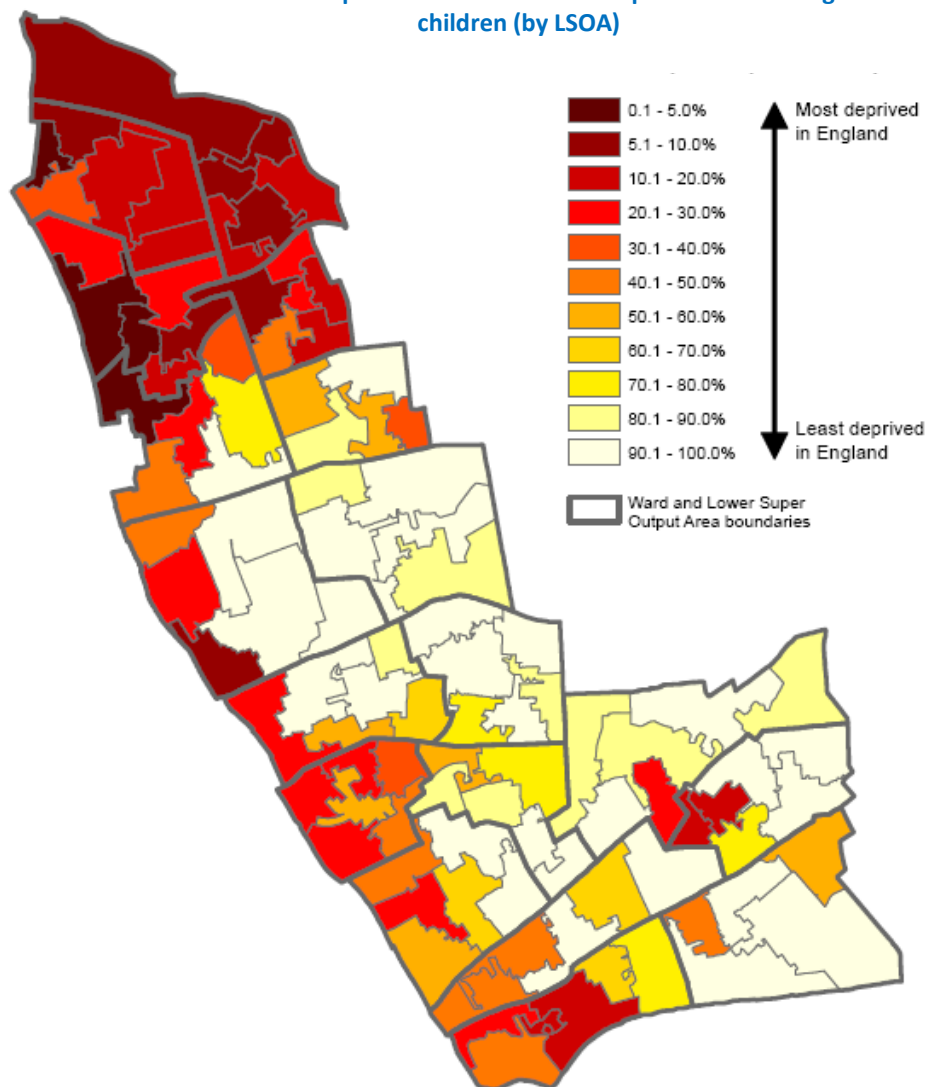 children (by LSOA)
0.1 - 5.0%
5.1 - 10.0%
10.1 - 20.0%
20.1 - 30.0%
30.1 - 40.0%
40.1 - 50.0%
50.1 - 60.0%
60.1 - 70.0%
70.1 - 80.0%
80.1 - 90.0%
90.1 - 100.0%
Most deprived
in England
Least deprived
in England
Ward and Lower Super
Output Area boundaries